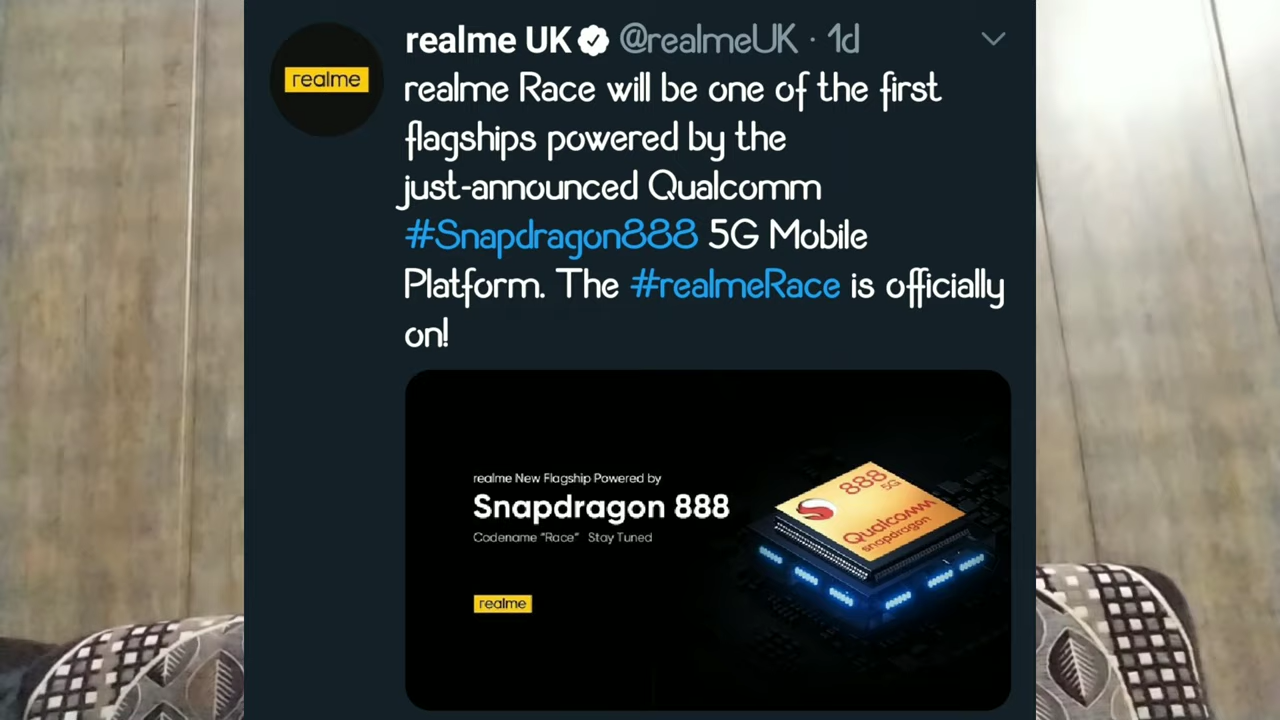 realme
realme UK @realmeUK · 1d
realme Race will be one of the first
flagships powered by the
just-announced Qualcomm
#Snapdragon888 5G Mobile
Platform. The #realmeRace is officially
on!
realme New Flagship Powered by
Snapdragon 888
Codename "Race" Stay Tuned
realme
888
5G
Qualcomm
snapdragon